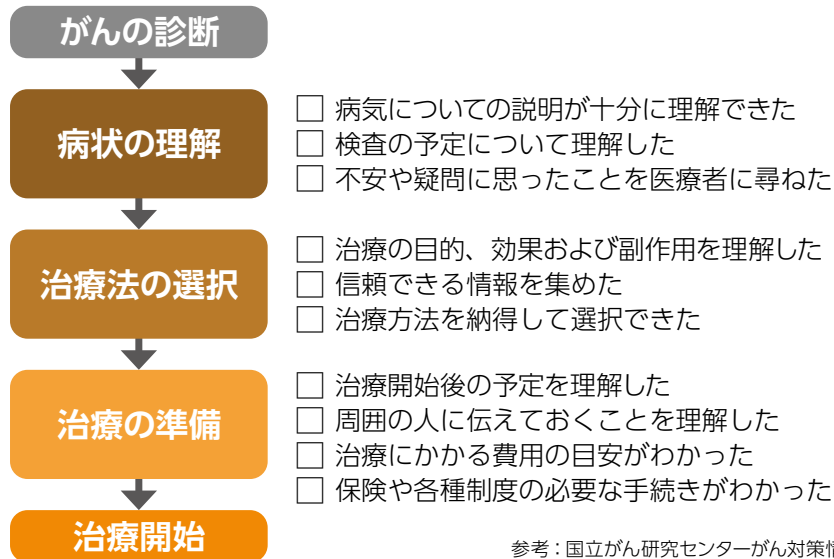 がんの診断
病状の理解
□ 病気についての説明が十分に理解できた
□ 検査の予定について理解した
□ 不安や疑問に思ったことを医療者に尋ねた
治療法の選択
□ 治療の目的、効果および副作用を理解した
□ 信頼できる情報を集めた
□ 治療方法を納得して選択できた
治療の準備
□ 治療開始後の予定を理解した
□ 周囲の人に伝えておくことを理解した
□ 治療にかかる費用の目安がわかった
□ 保険や各種制度の必要な手続きがわかった
治療開始
参考：国立がん研究センターがん対策情